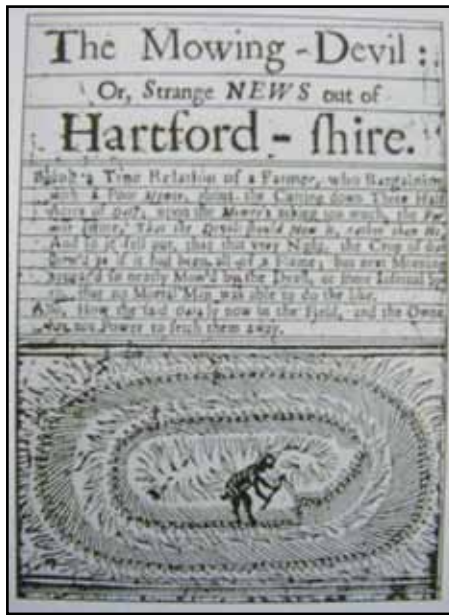 The Mowing-Devil:
Or, Strange NEWS out of
Hartford-ſhire.
Being a True Relation of a Farmer, who Bargaining
with a Poor Mower, about the Cutting down Three Half
Acres of Oats, upon the Mower's asking too much, the Far-
mer swore, That the Devil should Mow it, rather than He.
And so it fell out, that that very Night, the Crop of Oat
shew'd as if it had been all of a Flame; but next Morning
appear'd so neatly Mow'd by the Devil, or some Infernal Sp
that no Mortal Man was able to do the like.
Also, How the said Oats ly now in the Field, and the Owne
has not Power to fetch them away.